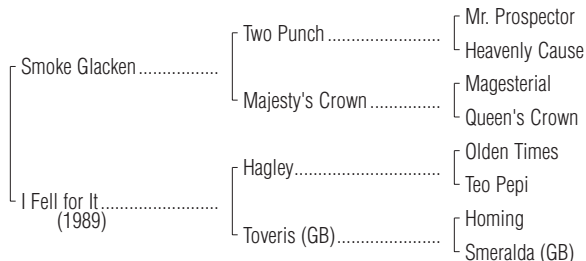 Mr. Prospector
Two Punch ........................
Heavenly Cause
Smoke Glacken.................
Magesterial
Majesty's Crown ...............
Queen's Crown
Olden Times
Hagley...............................
Teo Pepi
I Fell for It.........................
(1989)
Homing
Toveris (GB)......................
Smeralda (GB)